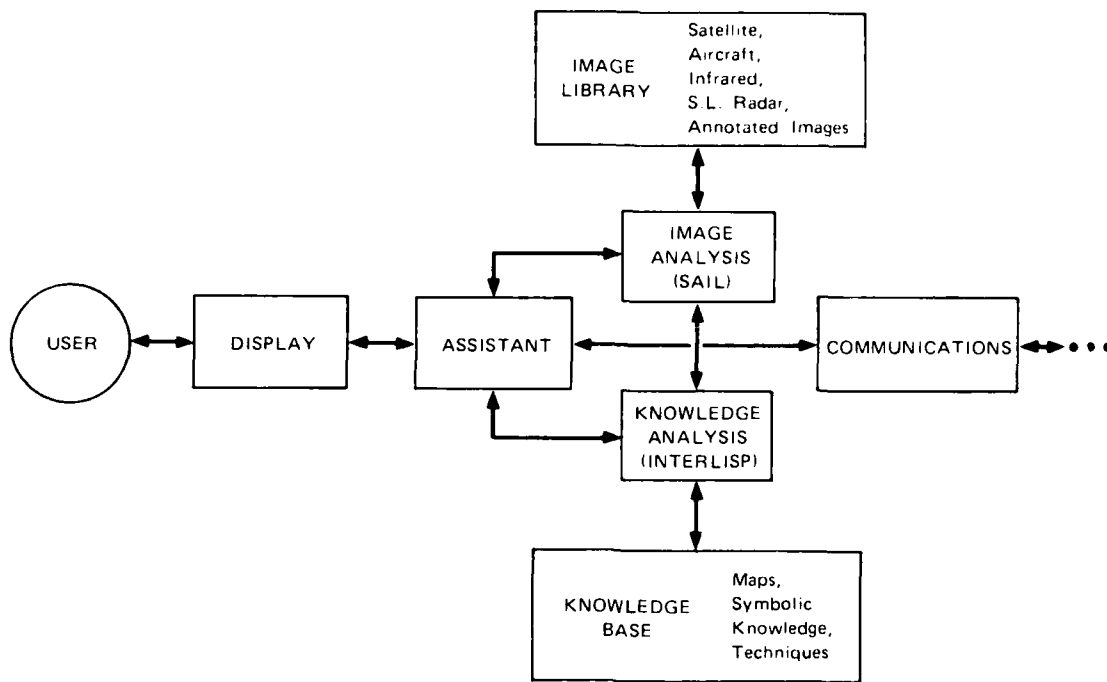 IMAGE
LIBRARY
Satellite,
Aircraft,
Infrared,
S.L. Radar,
Annotated Images
IMAGE
ANALYSIS
(SAIL)
USER
DISPLAY
ASSISTANT
COMMUNICATIONS
KNOWLEDGE
ANALYSIS
(INTERLISP)
KNOWLEDGE
BASE
Maps,
Symbolic
Knowledge,
Techniques